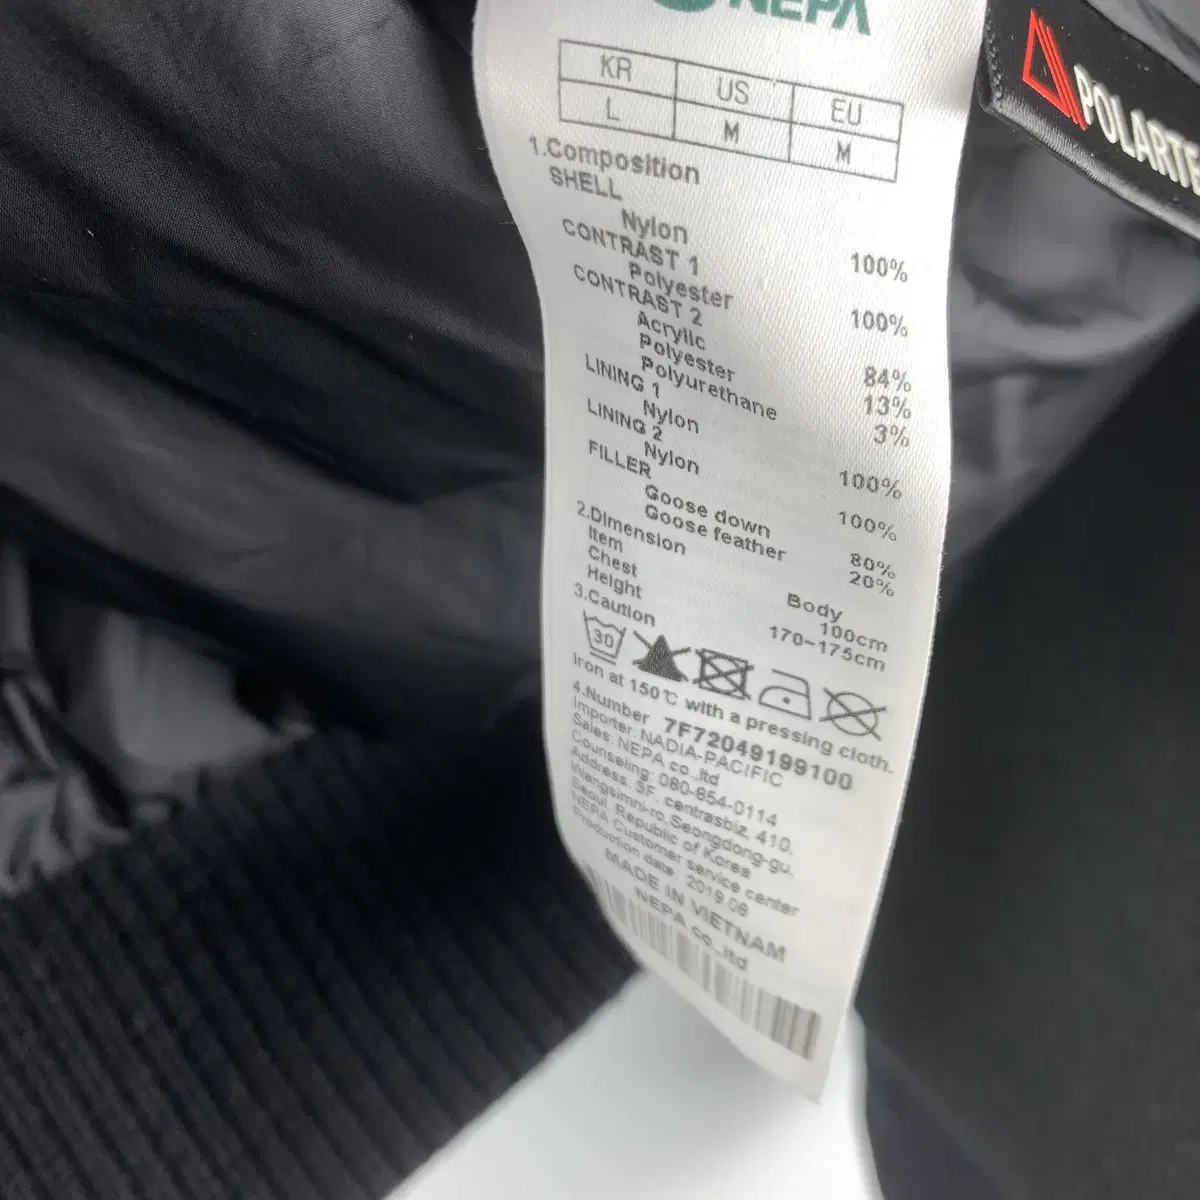 NEPA
POLARTE
KR US EU
L M M
1.Composition
SHELL
Nylon 100%
CONTRAST 1
Polyester 100%
CONTRAST 2
Acrylic 84%
Polyester 13%
Polyurethane 3%
LINING 1
Nylon 100%
LINING 2
Nylon 100%
FILLER
Goose down 80%
Goose feather 20%
2.Dimension
Item Body
Chest 100cm
Height 170~175cm
3.Caution
30
Iron at 150℃ with a pressing cloth.
4.Number 7F72049199100
Importer: NADIA-PACIFIC
Sales: NEPA co.,ltd
Counseling: 080-854-0114
Address: 3F, centrasbiz, 410,
Wangsimni-ro, Seongdong-gu,
Seoul, Republic of Korea
NEPA Customer service center
Production date: 2019 08
MADE IN VIETNAM
NEPA co.,ltd